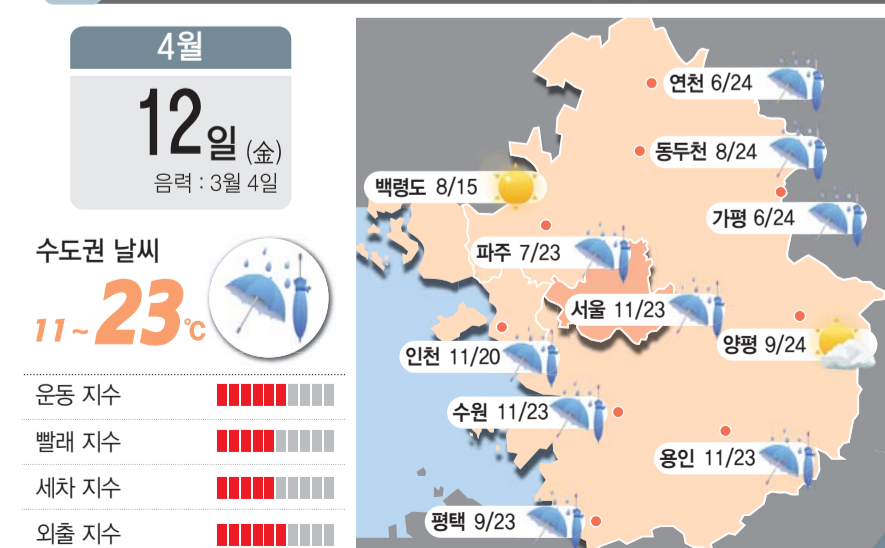 4월
12일 (金)
음력 : 3월 4일
수도권 날씨
11~23℃
운동 지수
빨래 지수
세차 지수
외출 지수
연천 6/24
동두천 8/24
백령도 8/15
가평 6/24
파주 7/23
서울 11/23
양평 9/24
인천 11/20
수원 11/23
용인 11/23
평택 9/23